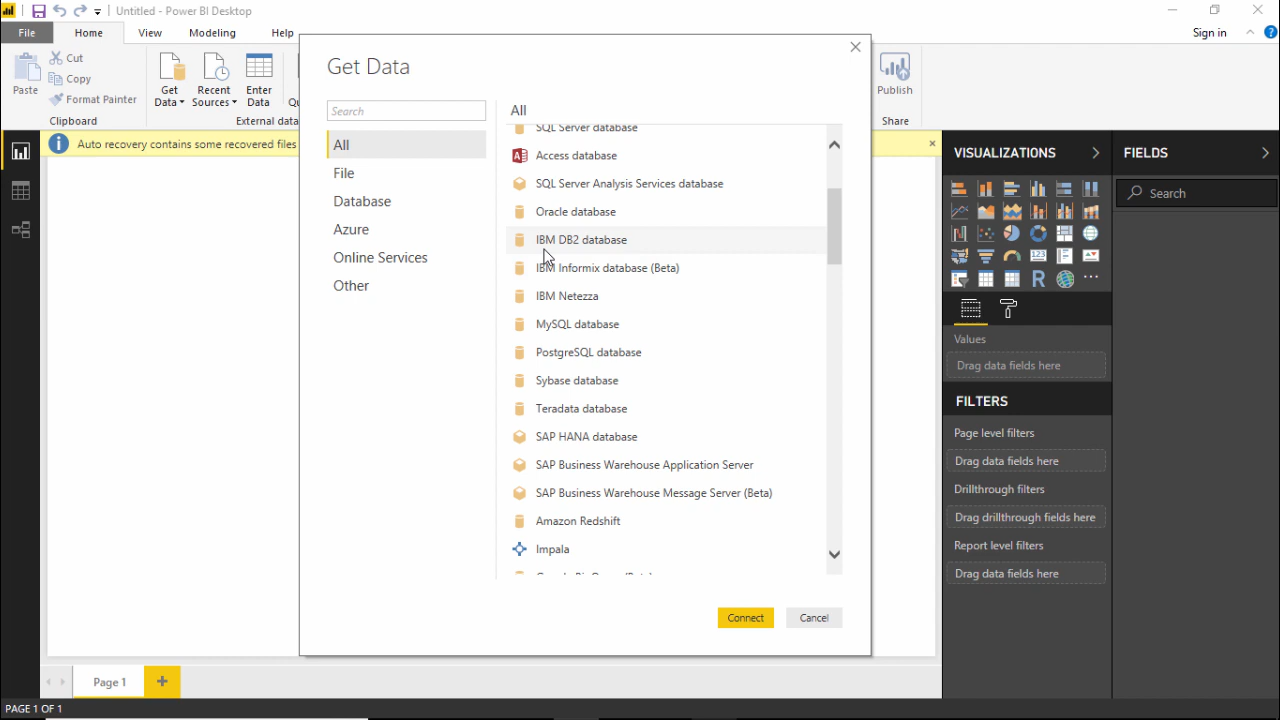 Untitled - Power BI Desktop
File
Home
View
Modeling
Help
Sign in
Paste
Cut
Copy
Format Painter
Clipboard
Get
Data
Recent
Sources
Enter
Data
External data
Publish
Share
Auto recovery contains some recovered files
Get Data
Search
All
File
Database
Azure
Online Services
Other
All
SQL Server database
Access database
SQL Server Analysis Services database
Oracle database
IBM DB2 database
IBM Informix database (Beta)
IBM Netezza
MySQL database
PostgreSQL database
Sybase database
Teradata database
SAP HANA database
SAP Business Warehouse Application Server
SAP Business Warehouse Message Server (Beta)
Amazon Redshift
Impala
Connect
Cancel
VISUALIZATIONS
123
R
Values
Drag data fields here
FILTERS
Page level filters
Drag data fields here
Drillthrough filters
Drag drillthrough fields here
Report level filters
Drag data fields here
FIELDS
Search
Page 1
PAGE 1 OF 1